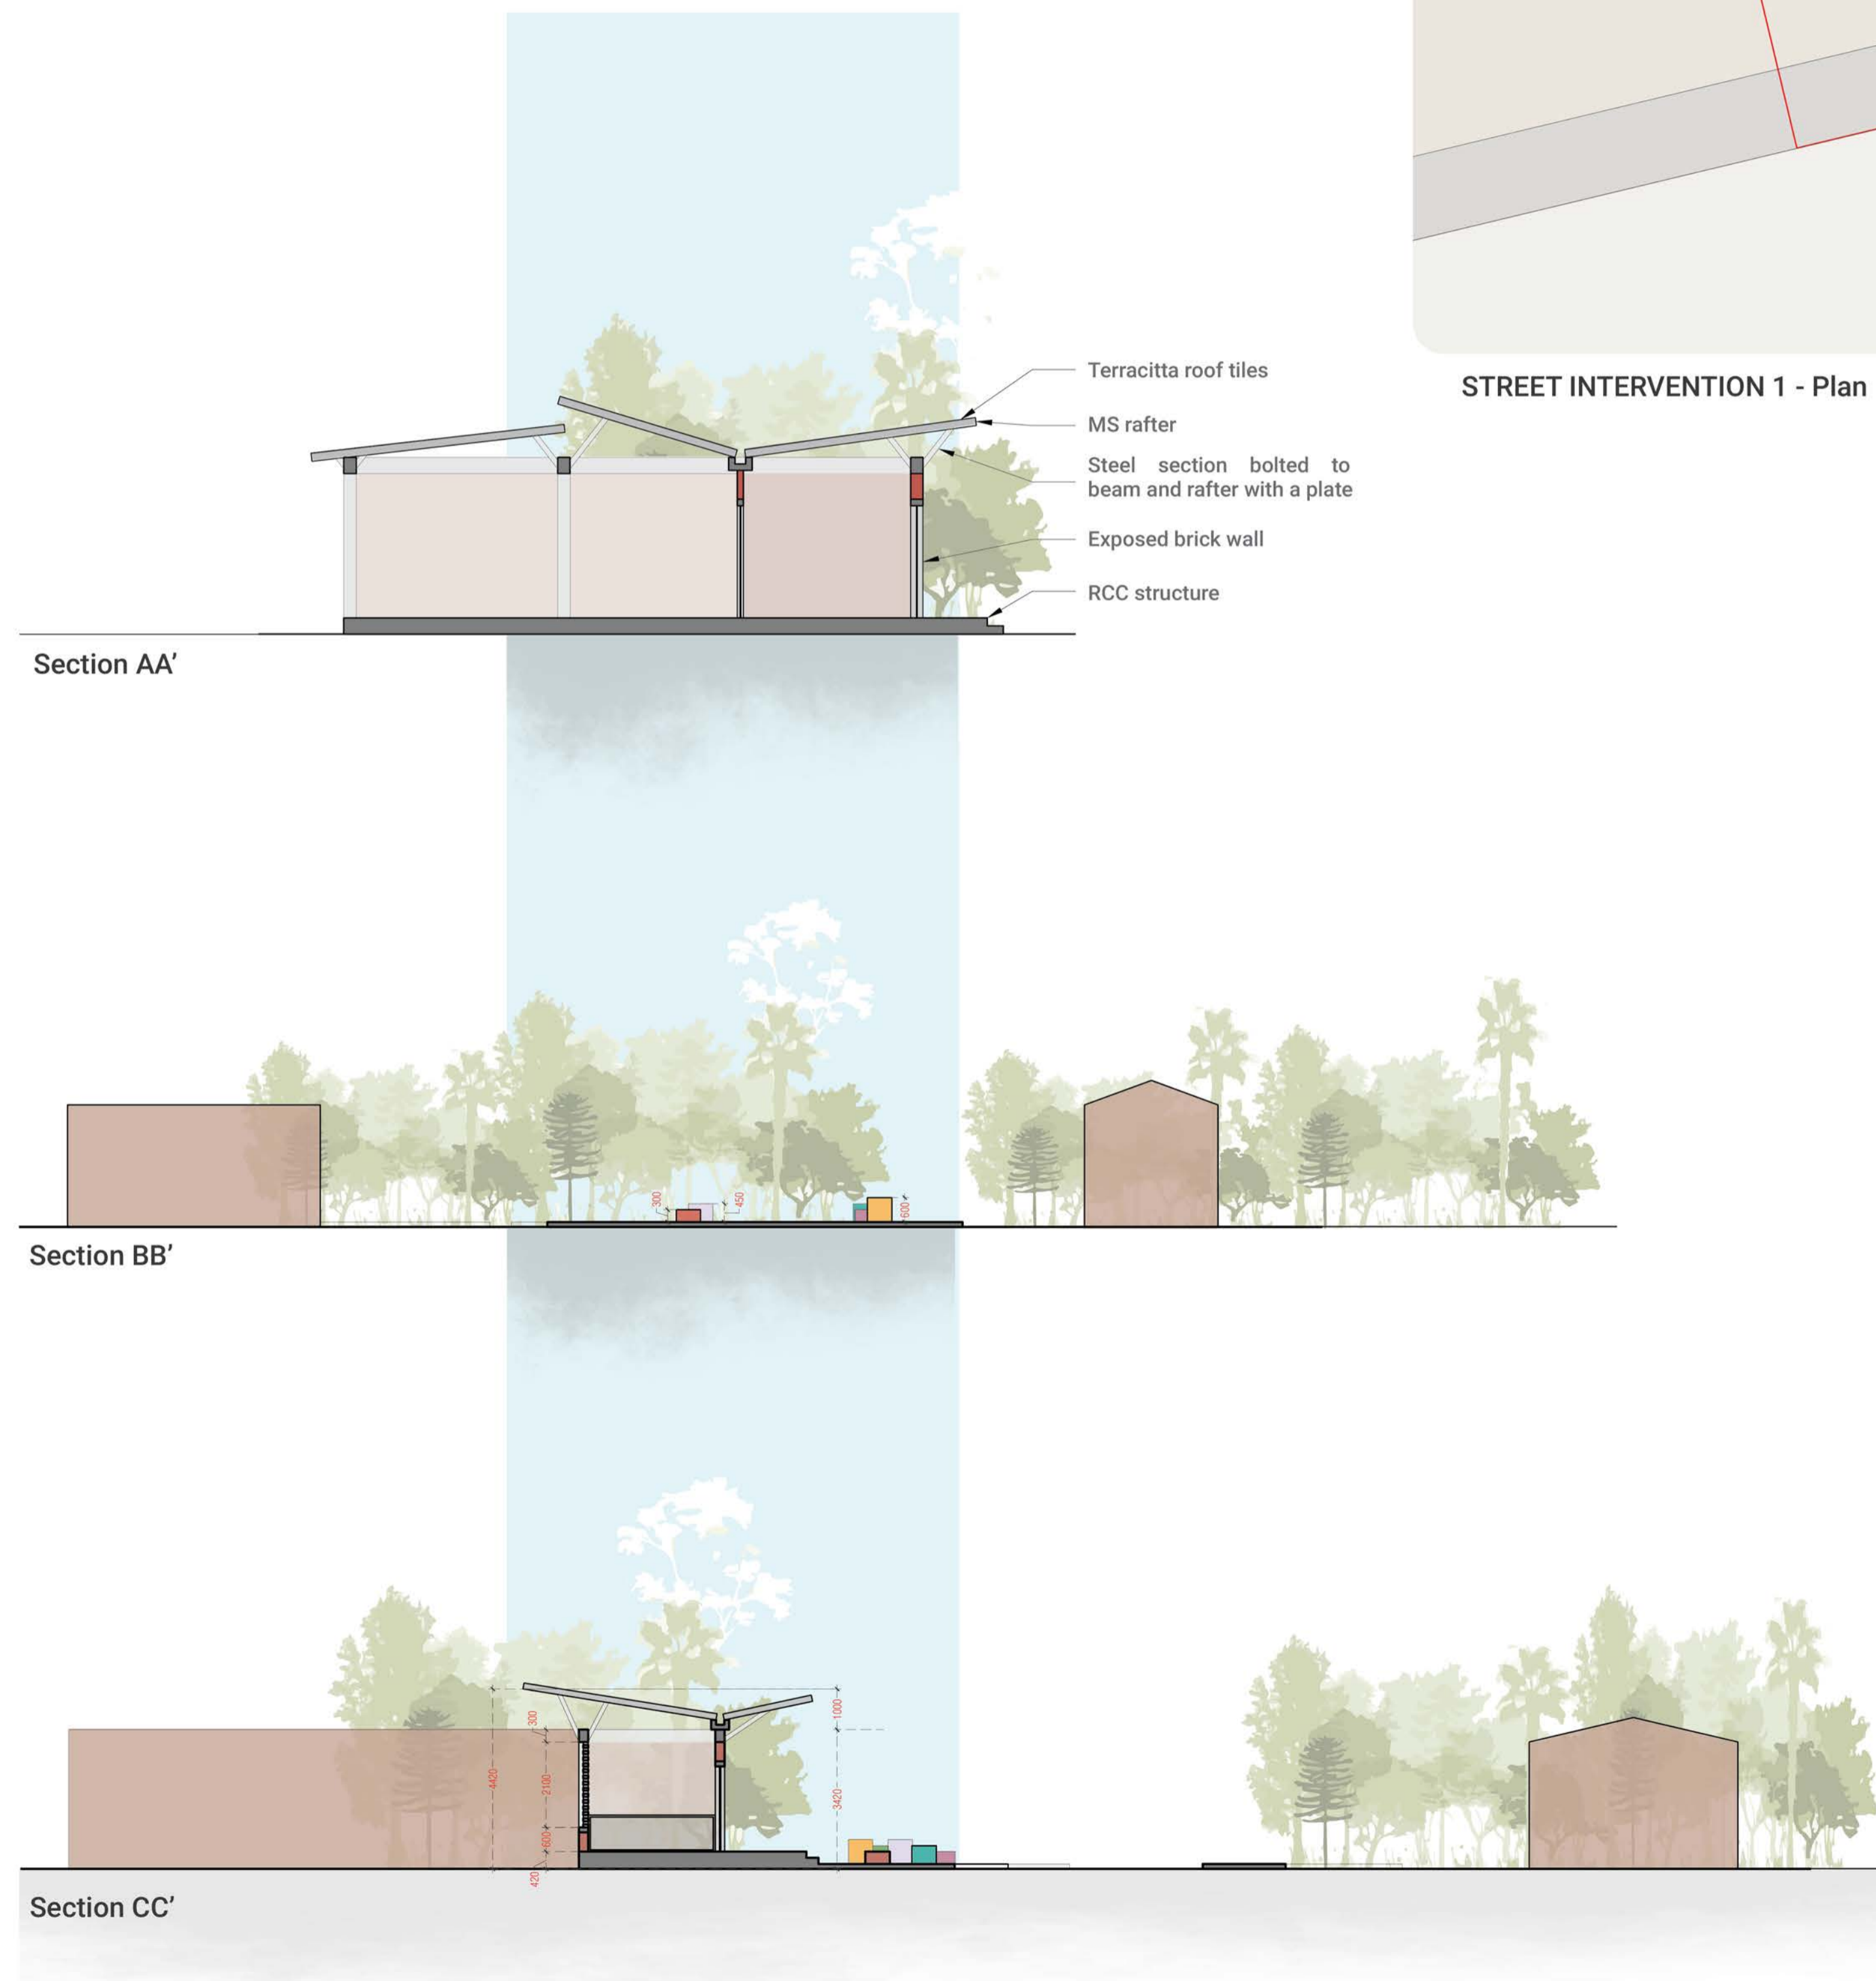 STREET INTERVENTION 1 - Plan
Terracitta roof tiles
MS rafter
Steel section bolted to
beam and rafter with a plate
Exposed brick wall
RCC structure
Section AA’
300
450
600
Section BB’
300
1000
4420
2100
3420
600
420
Section CC’